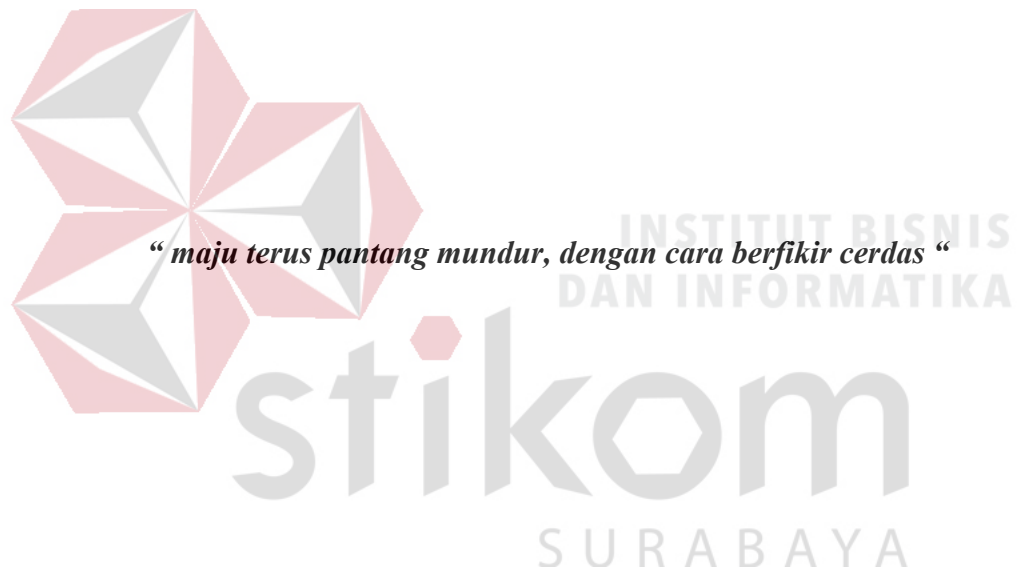 INSTITUT BISNIS
“ maju terus pantang mundur, dengan cara berfikir cerdas “
DAN INFORMATIKA
stikom
SURABAYA